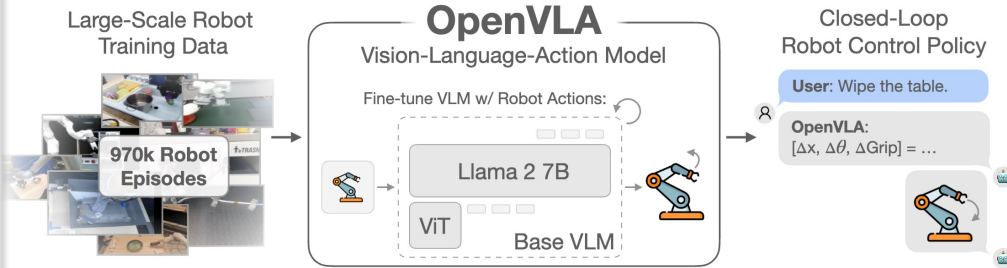 Large-Scale Robot
Training Data
970k Robot
Episodes
OpenVLA
Vision-Language-Action Model
Fine-tune VLM w/ Robot Actions:
Llama 2 7B
ViT
Base VLM
Closed-Loop
Robot Control Policy
User: Wipe the table.
OpenVLA:
[Δx, Δθ, ΔGrip] = …